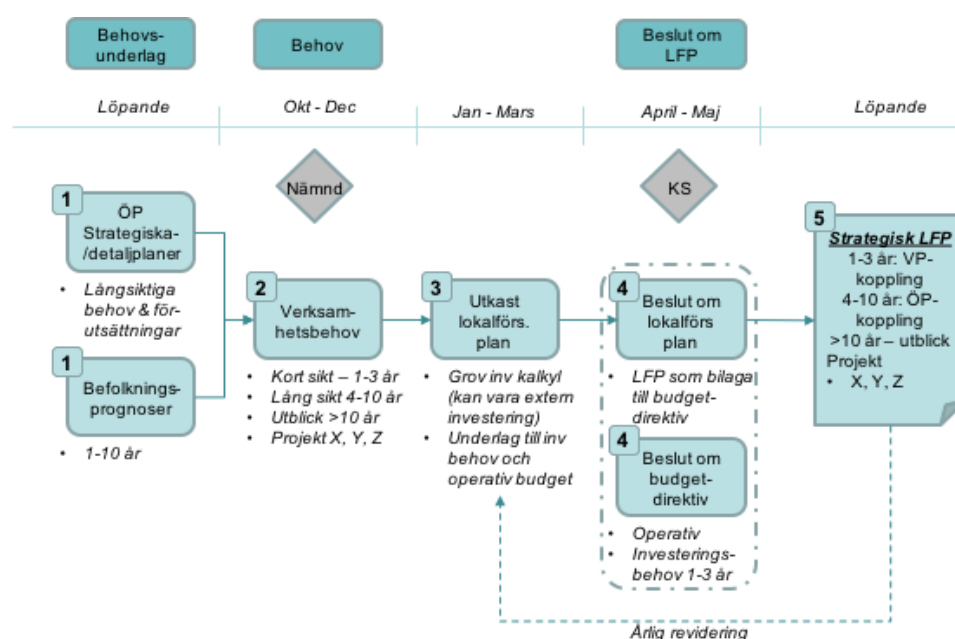 Behovs-
underlag
Behov
Beslut om
LFP
Löpande
Okt - Dec
Jan - Mars
April - Maj
Löpande
Nämnd
KS
1
ÖP
Strategiska-
/detaljplaner
• Långsiktiga
behov & för-
utsättningar
1
Befolknings-
prognoser
• 1-10 år
2
Verksam-
hetsbehov
• Kort sikt – 1-3 år
• Lång sikt 4-10 år
• Utblick >10 år
• Projekt X, Y, Z
3
Utkast
lokalförs.
plan
• Grov inv kalkyl
(kan vara extern
investering)
• Underlag till inv
behov och
operativ budget
4
Beslut om
lokalförs
plan
• LFP som bilaga
till budget-
direktiv
4
Beslut om
budget-
direktiv
• Operativ
• Investerings-
behov 1-3 år
5
Strategisk LFP
1-3 år: VP-
koppling
4-10 år: ÖP-
koppling
>10 år – utblick
Projekt
• X, Y, Z
Årlig revidering